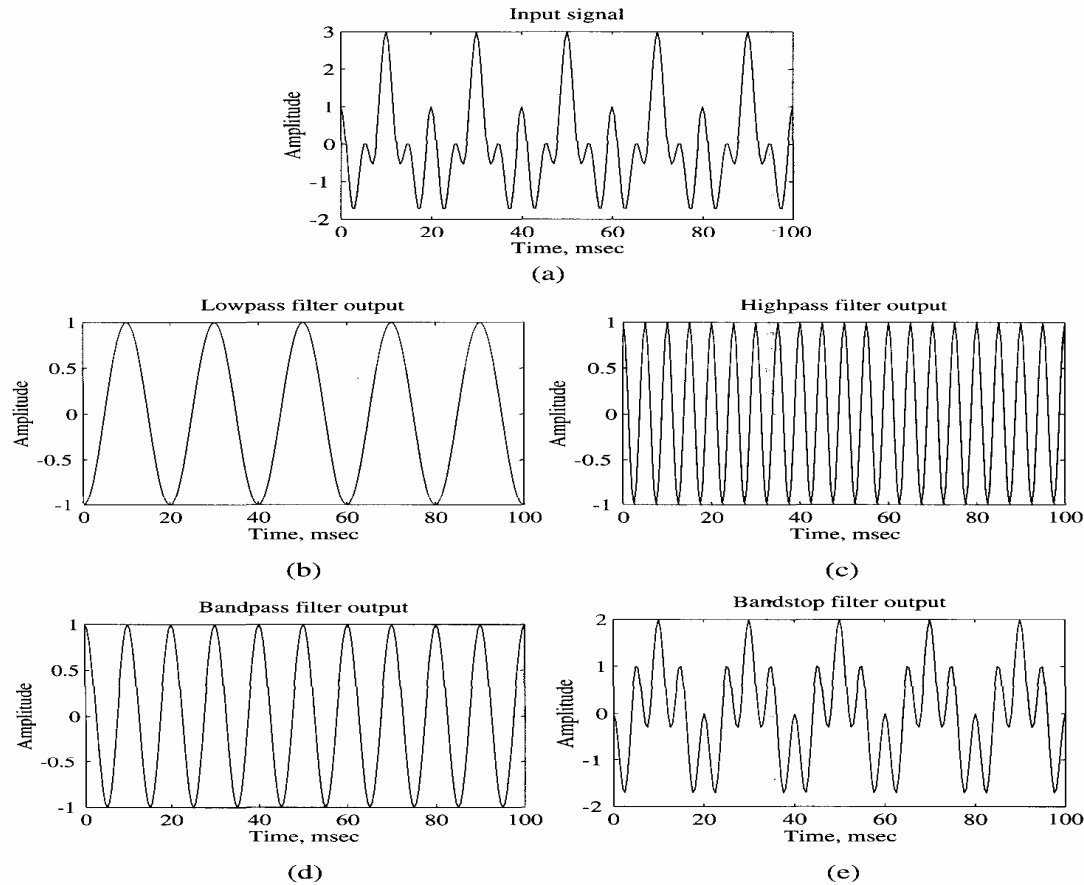 Input signal
3
2
1
0
-1
-2
Amplitude
0 20 40 60 80 100
Time, msec
(a)
Lowpass filter output
1
0.5
0
-0.5
-1
Amplitude
0 20 40 60 80 100
Time, msec
(b)
Highpass filter output
1
0.5
0
-0.5
-1
Amplitude
0 20 40 60 80 100
Time, msec
(c)
Bandpass filter output
1
0.5
0
-0.5
-1
Amplitude
0 20 40 60 80 100
Time, msec
(d)
Bandstop filter output
2
1
0
-1
-2
Amplitude
0 20 40 60 80 100
Time, msec
(e)